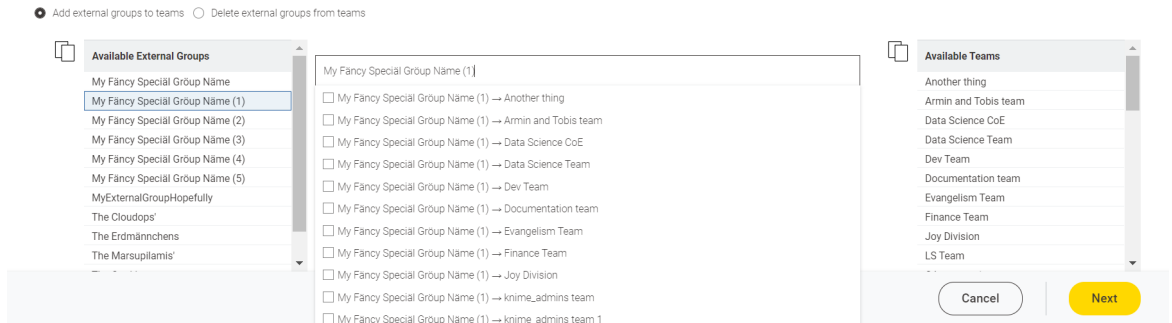 Add external groups to teams Delete external groups from teams
Available External Groups
My Fäncy Speciäl Gröup Näme
My Fäncy Speciäl Gröup Näme (1)
My Fäncy Speciäl Gröup Näme (2)
My Fäncy Speciäl Gröup Näme (3)
My Fäncy Speciäl Gröup Näme (4)
My Fäncy Speciäl Gröup Näme (5)
MyExternalGroupHopefully
The Cloudops'
The Erdmännchens
The Marsupilamis'
My Fäncy Speciäl Gröup Näme (1)
My Fäncy Speciäl Gröup Näme (1) → Another thing
My Fäncy Speciäl Gröup Näme (1) → Armin and Tobis team
My Fäncy Speciäl Gröup Näme (1) → Data Science CoE
My Fäncy Speciäl Gröup Näme (1) → Data Science Team
My Fäncy Speciäl Gröup Näme (1) → Dev Team
My Fäncy Speciäl Gröup Näme (1) → Documentation team
My Fäncy Speciäl Gröup Näme (1) → Evangelism Team
My Fäncy Speciäl Gröup Näme (1) → Finance Team
My Fäncy Speciäl Gröup Näme (1) → Joy Division
My Fäncy Speciäl Gröup Näme (1) → knime_admins team
My Fäncy Speciäl Gröup Näme (1) → knime_admins team 1
Available Teams
Another thing
Armin and Tobis team
Data Science CoE
Data Science Team
Dev Team
Documentation team
Evangelism Team
Finance Team
Joy Division
LS Team
Cancel
Next